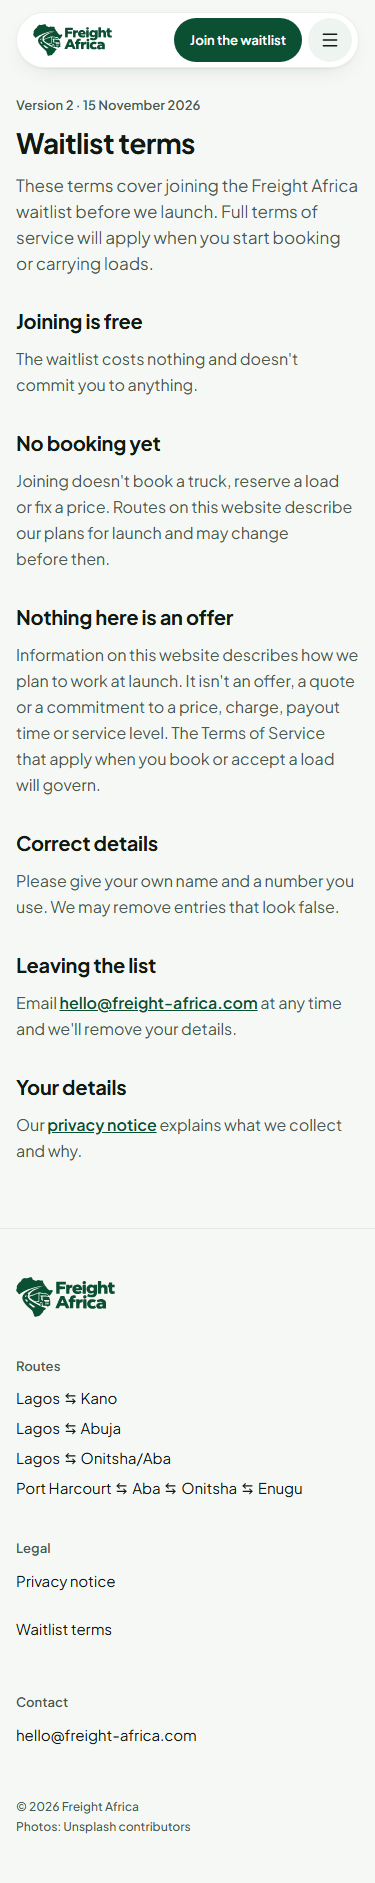 Freight
Africa
Join the waitlist
Version 2 · 15 November 2026
Waitlist terms
These terms cover joining the Freight Africa
waitlist before we launch. Full terms of
service will apply when you start booking
or carrying loads.
Joining is free
The waitlist costs nothing and doesn't
commit you to anything.
No booking yet
Joining doesn't book a truck, reserve a load
or fix a price. Routes on this website describe
our plans for launch and may change
before then.
Nothing here is an offer
Information on this website describes how we
plan to work at launch. It isn't an offer, a quote
or a commitment to a price, charge, payout
time or service level. The Terms of Service
that apply when you book or accept a load
will govern.
Correct details
Please give your own name and a number you
use. We may remove entries that look false.
Leaving the list
Email hello@freight-africa.com at any time
and we'll remove your details.
Your details
Our privacy notice explains what we collect
and why.
Freight
Africa
Routes
Lagos ⇆ Kano
Lagos ⇆ Abuja
Lagos ⇆ Onitsha/Aba
Port Harcourt ⇆ Aba ⇆ Onitsha ⇆ Enugu
Legal
Privacy notice
Waitlist terms
Contact
hello@freight-africa.com
© 2026 Freight Africa
Photos: Unsplash contributors